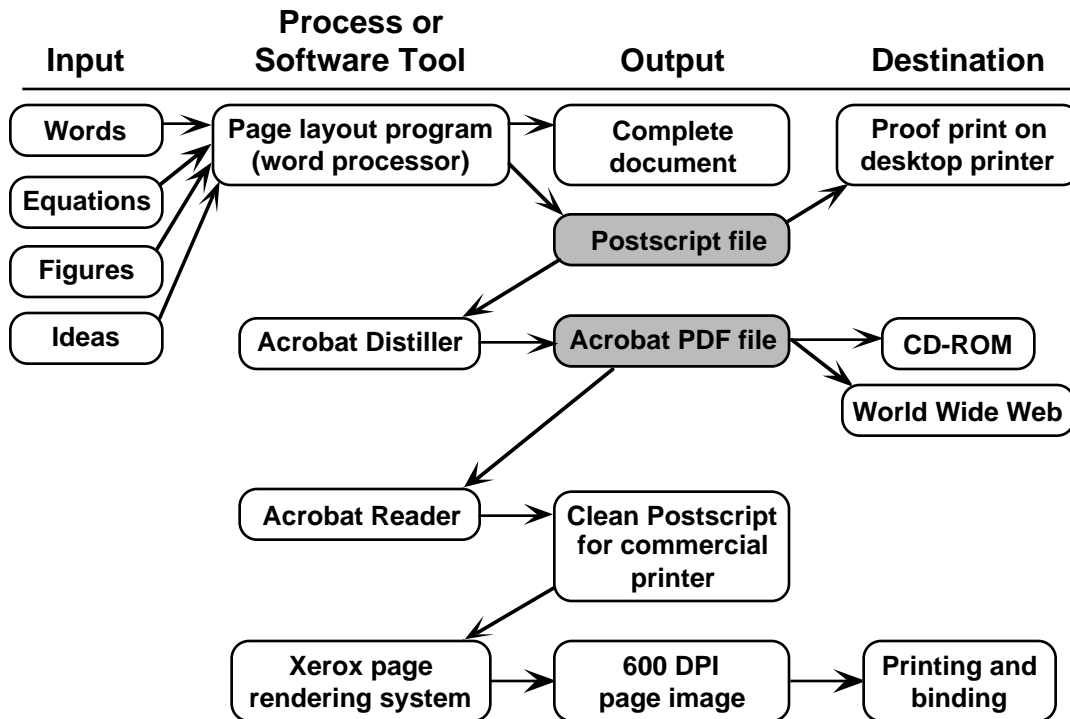 Input
Process or
Software Tool
Output
Destination
Words
Page layout program
(word processor)
Complete
document
Proof print on
desktop printer
Equations
Postscript file
Figures
Ideas
Acrobat Distiller
Acrobat PDF file
CD-ROM
World Wide Web
Acrobat Reader
Clean Postscript
for commercial
printer
Xerox page
rendering system
600 DPI
page image
Printing and
binding